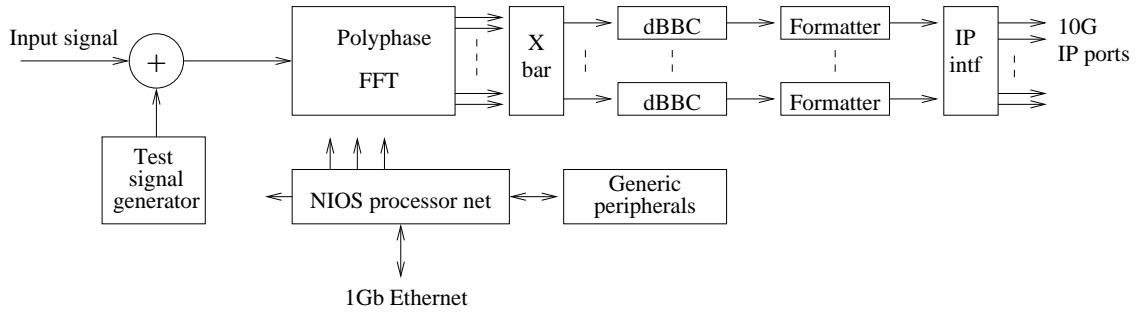 Input signal
+
Test
signal
generator
Polyphase
FFT
X
bar
dBBC
dBBC
Formatter
Formatter
IP
intf
10G
IP ports
NIOS processor net
Generic
peripherals
1Gb Ethernet